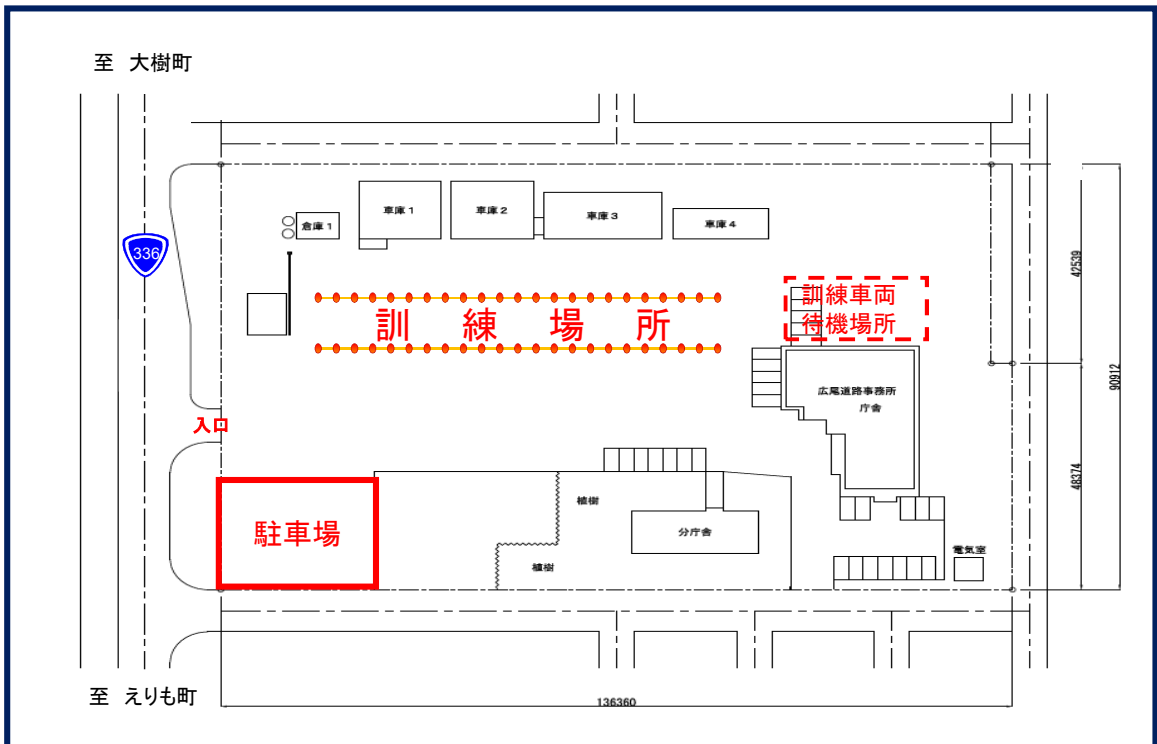 至 大樹町
336
倉庫1
車庫1
車庫2
車庫3
車庫4
訓練場所
訓練車両
待機場所
広尾道路事務所
庁舎
入口
駐車場
植樹
植樹
分庁舎
電気室
42539
90912
48374
至 えりも町
136360